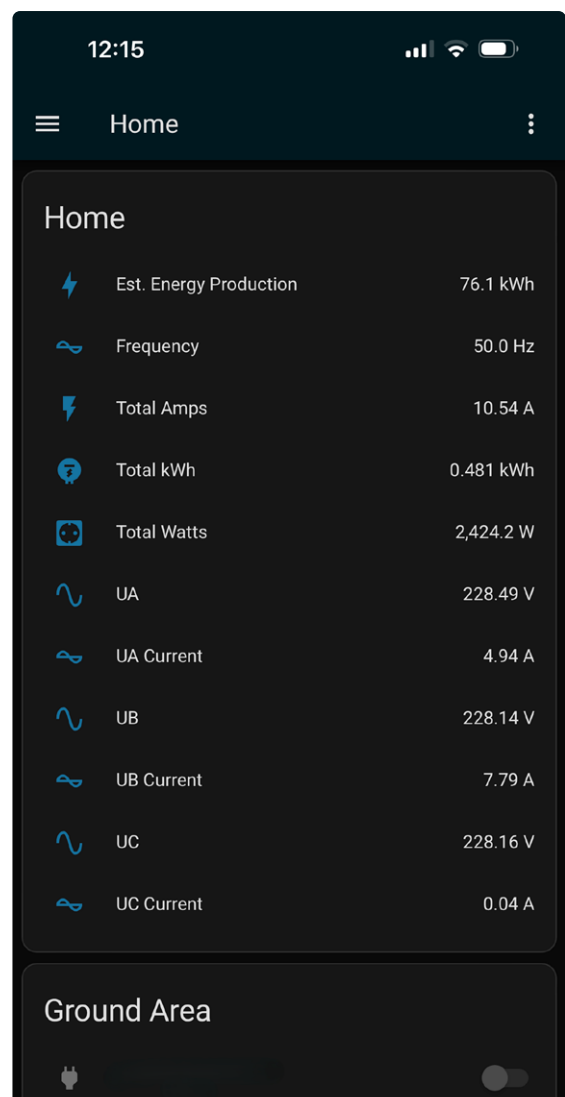 12:15
Home
Home
Est. Energy Production 76.1 kWh
Frequency 50.0 Hz
Total Amps 10.54 A
Total kWh 0.481 kWh
Total Watts 2,424.2 W
UA 228.49 V
UA Current 4.94 A
UB 228.14 V
UB Current 7.79 A
UC 228.16 V
UC Current 0.04 A
Ground Area